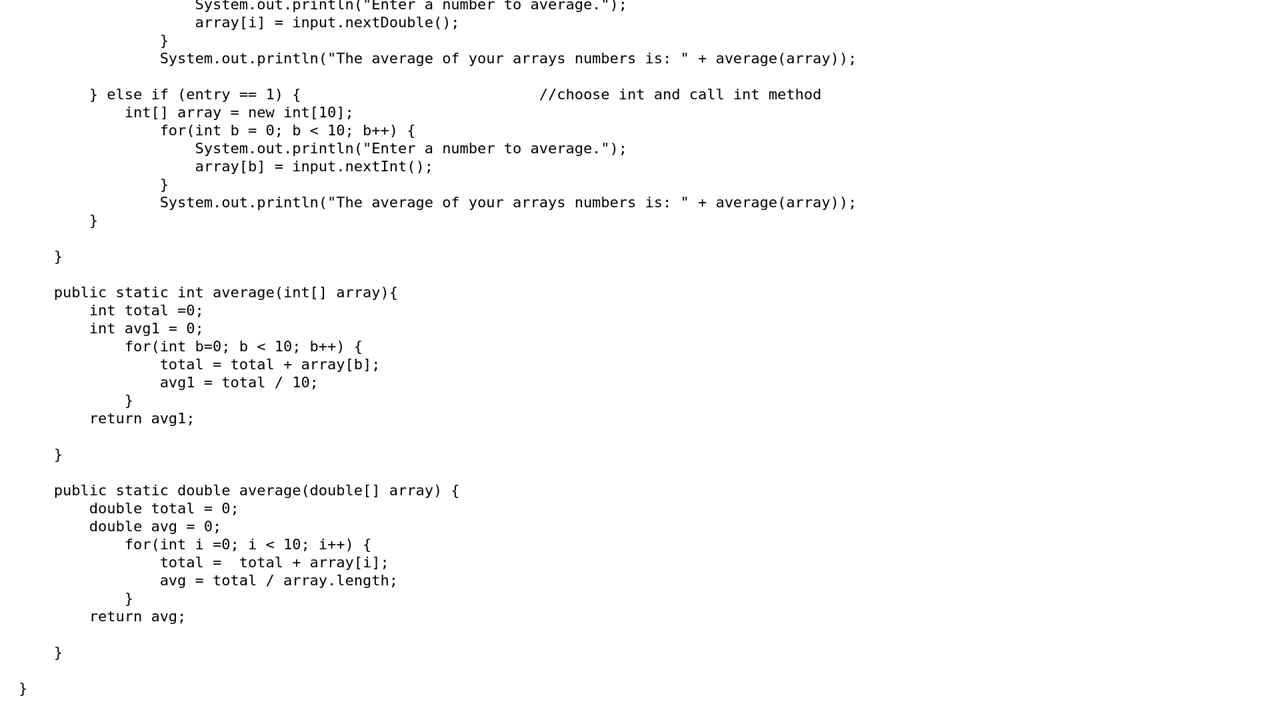 System.out.println("Enter a number to average.");
array[i] = input.nextDouble();
}
System.out.println("The average of your arrays numbers is: " + average(array));
} else if (entry == 1) { //choose int and call int method
int[] array = new int[10];
for(int b = 0; b < 10; b++) {
System.out.println("Enter a number to average.");
array[b] = input.nextInt();
}
System.out.println("The average of your arrays numbers is: " + average(array));
}
}
public static int average(int[] array){
int total =0;
int avg1 = 0;
for(int b=0; b < 10; b++) {
total = total + array[b];
avg1 = total / 10;
}
return avg1;
}
public static double average(double[] array) {
double total = 0;
double avg = 0;
for(int i =0; i < 10; i++) {
total =  total + array[i];
avg = total / array.length;
}
return avg;
}
}